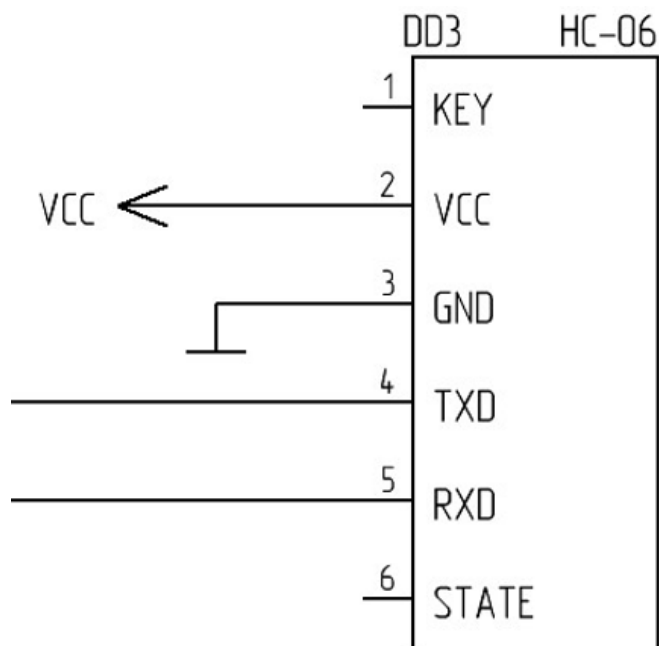 DD3 HC-06
1 KEY
VCC 2 VCC
3 GND
4 TXD
5 RXD
6 STATE